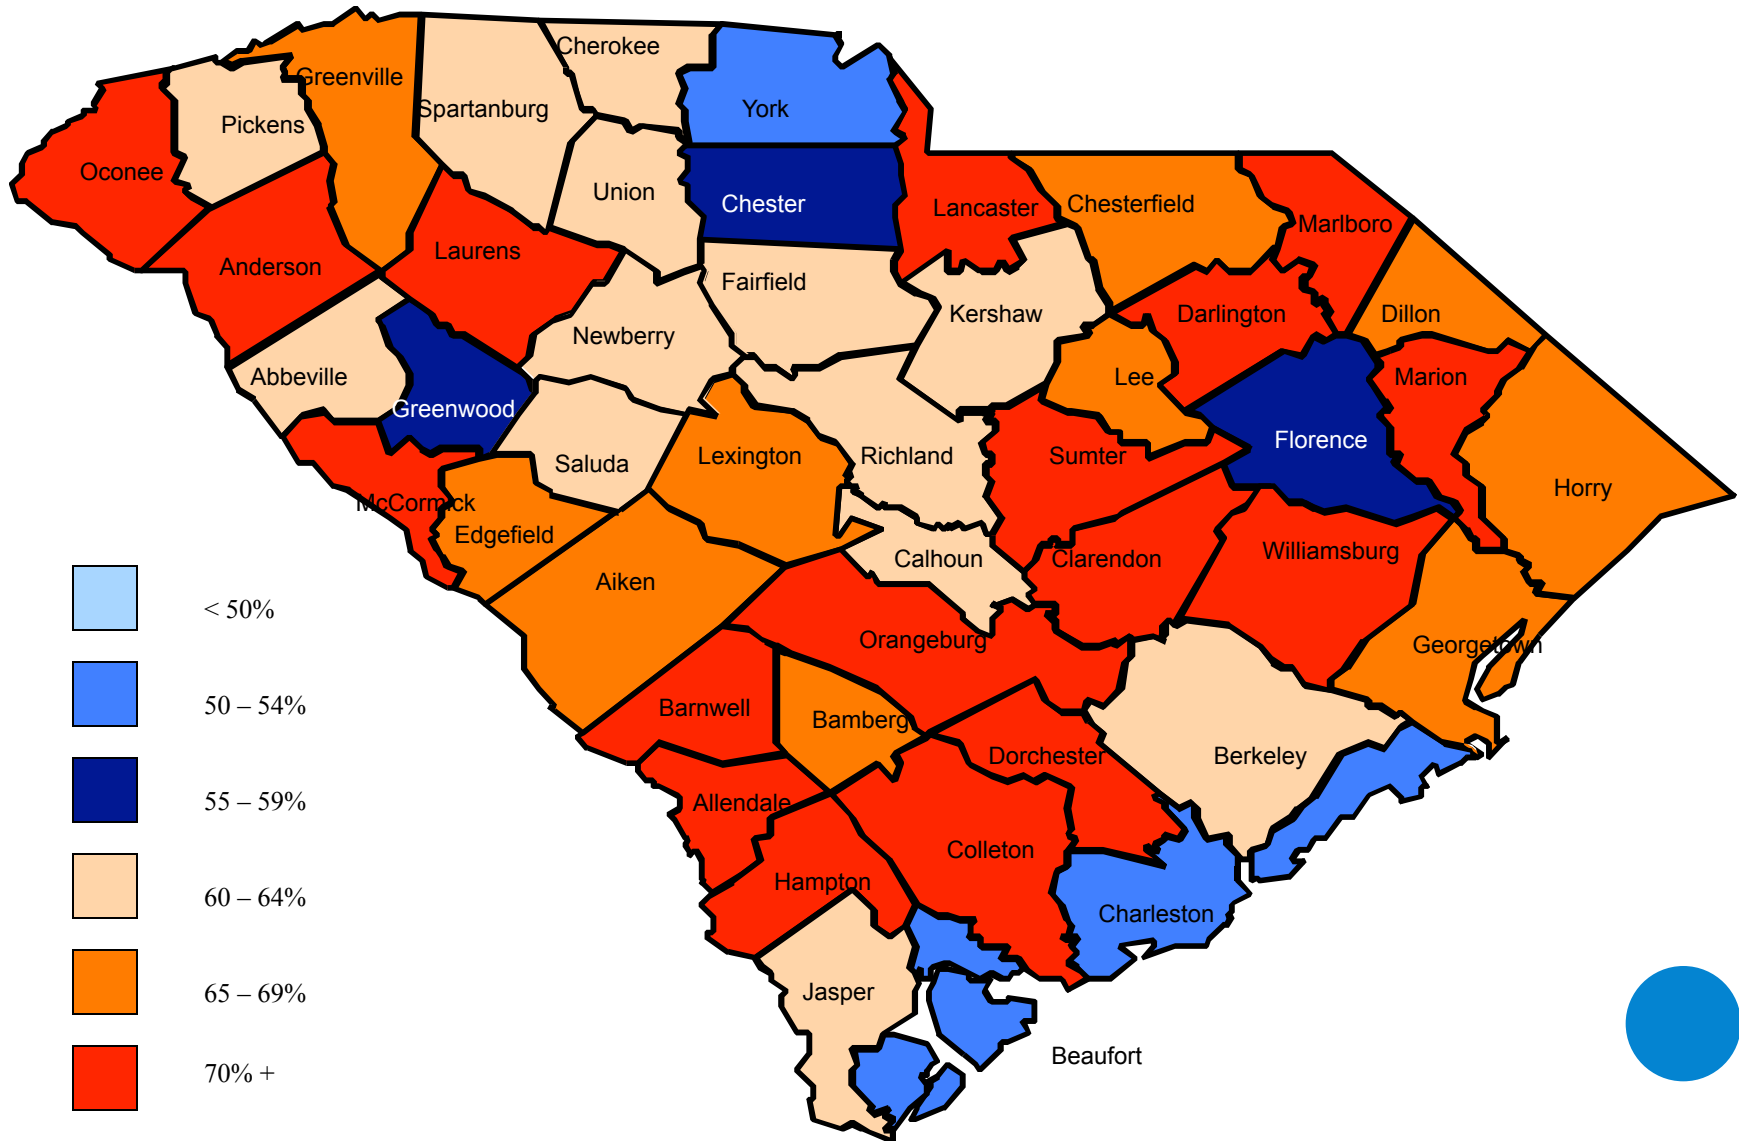 Cherokee
Greenville
Spartanburg
York
Pickens
Oconee
Union
Chester
Lancaster
Chesterfield
Marlboro
Laurens
Anderson
Fairfield
Kershaw
Darlington
Dillon
Newberry
Abbeville
Lee
Marion
Greenwood
Florence
Saluda
Lexington
Richland
Sumter
Horry
McCormick
Edgefield
Calhoun
Clarendon
Williamsburg
Aiken
Orangeburg
Georgetown
Barnwell
Bamberg
Dorchester
Berkeley
Allendale
Colleton
Hampton
Charleston
Jasper
Beaufort
< 50%
50 – 54%
55 – 59%
60 – 64%
65 – 69%
70% +